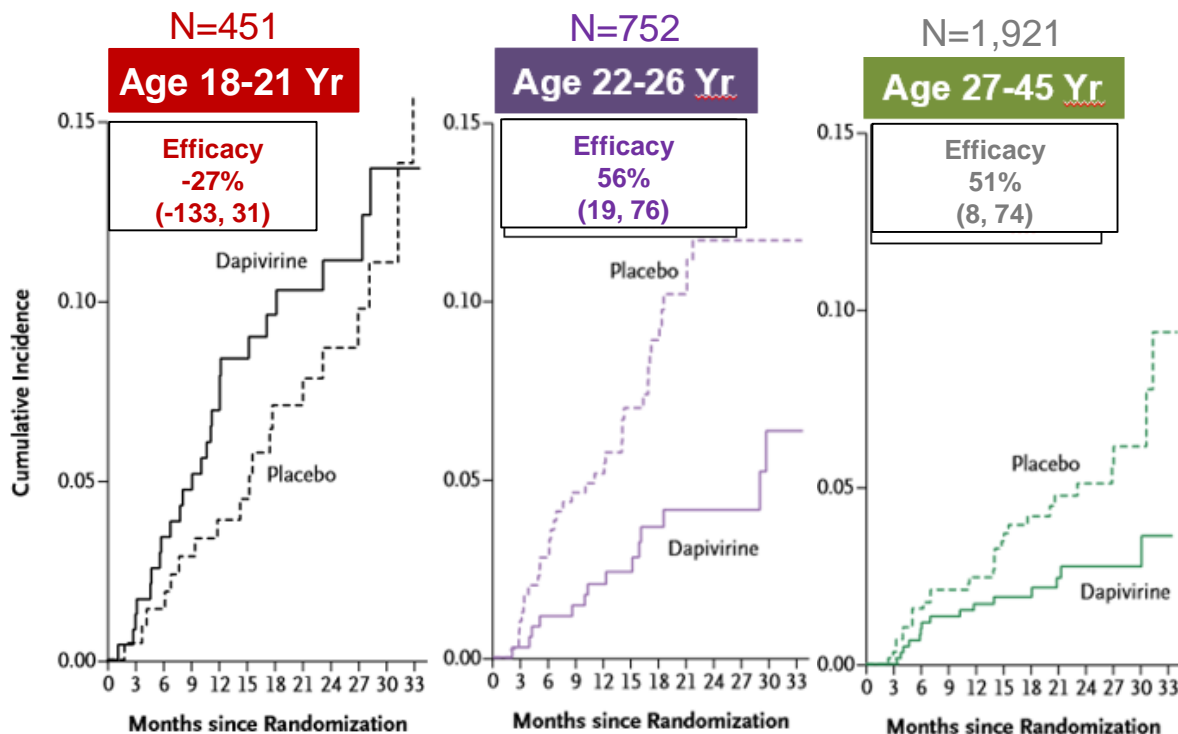 N=451
Age 18-21 Yr
Efficacy
-27%
(-133, 31)
Cumulative Incidence
0.15
0.10
0.05
0.00
Dapivirine
Placebo
0 3 6 9 12 15 18 21 24 27 30 33
Months since Randomization
N=752
Age 22-26 Yr
Efficacy
56%
(19, 76)
0.15
0.10
0.05
0.00
Placebo
Dapivirine
0 3 6 9 12 15 18 21 24 27 30 33
Months since Randomization
N=1,921
Age 27-45 Yr
Efficacy
51%
(8, 74)
0.15
0.10
0.05
0.00
Placebo
Dapivirine
0 3 6 9 12 15 18 21 24 27 30 33
Months since Randomization